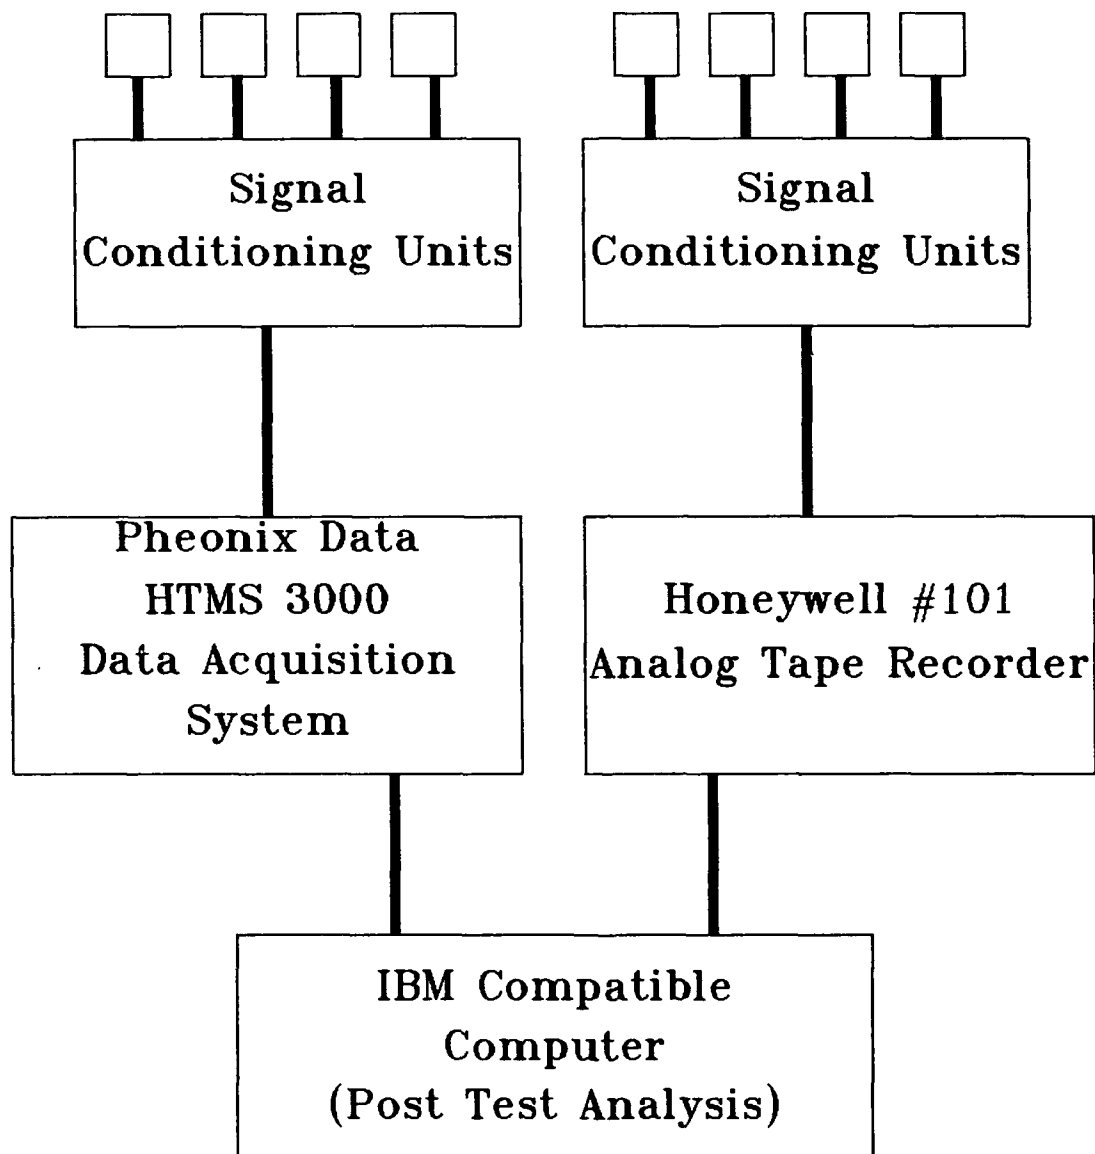 Signal
Conditioning Units
Signal
Conditioning Units
Pheonix Data
HTMS 3000
Data Acquisition
System
Honeywell #101
Analog Tape Recorder
IBM Compatible
Computer
(Post Test Analysis)